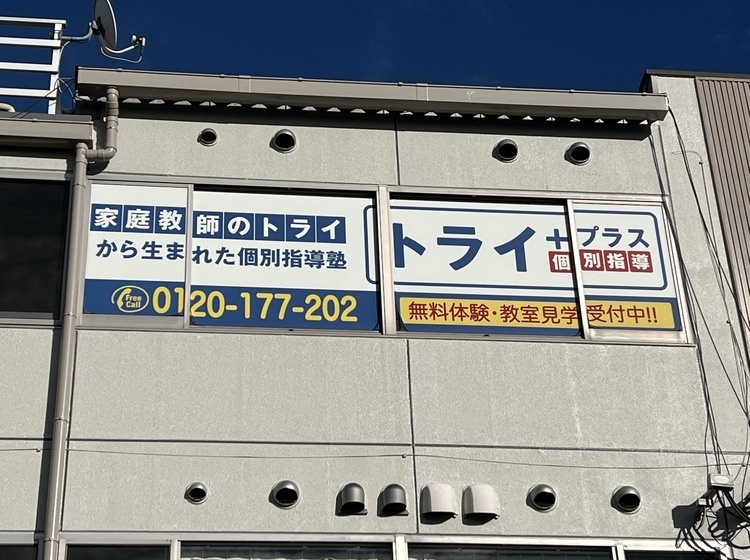 家庭教師のトライ
から生まれた個別指導塾
Free Call 0120-177-202
トライ+プラス
個別指導
無料体験・教室見学受付中!!